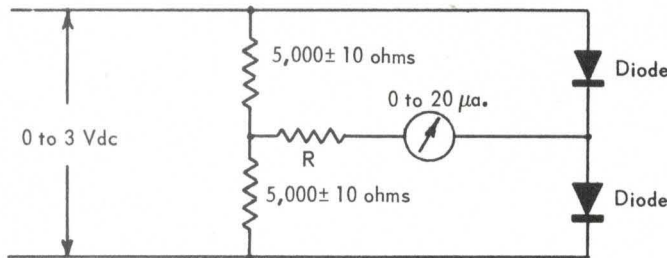 5,000± 10 ohms
Diode
0 to 20 μa.
0 to 3 Vdc
R
5,000± 10 ohms
Diode